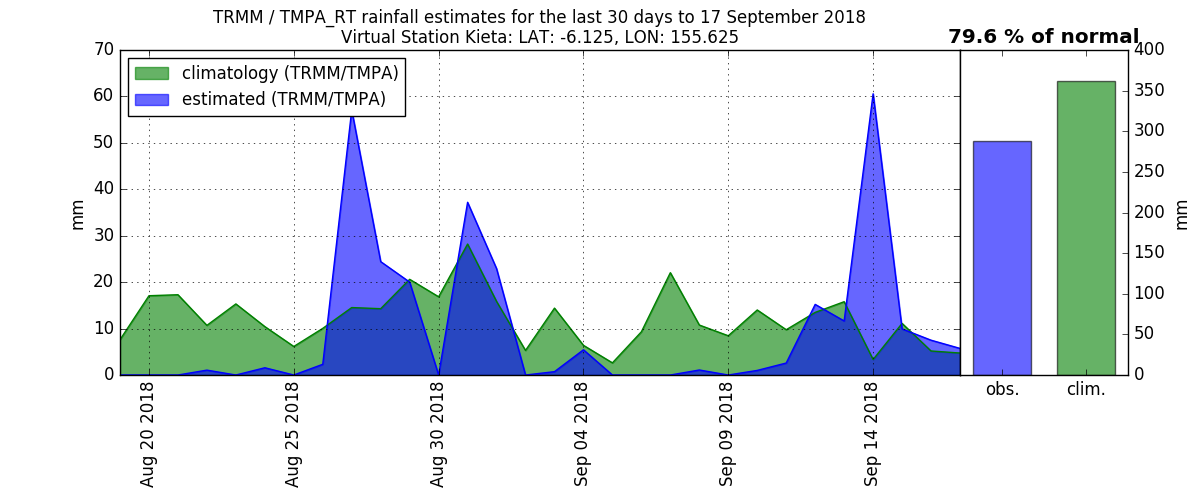 TRMM / TMPA_RT rainfall estimates for the last 30 days to 17 September 2018
Virtual Station Kieta: LAT: -6.125, LON: 155.625
79.6 % of normal
climatology (TRMM/TMPA)
estimated (TRMM/TMPA)
70
60
50
40
30
20
10
0
mm
Aug 20 2018
Aug 25 2018
Aug 30 2018
Sep 04 2018
Sep 09 2018
Sep 14 2018
400
350
300
250
200
150
100
50
0
mm
obs.
clim.